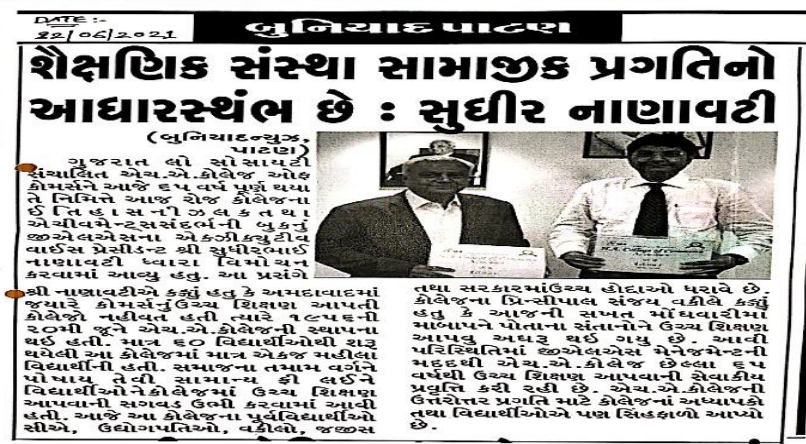 DATE :-
22/06/2021
બુનિયાદ પાટણ
શૈક્ષણિક સંસ્થા સામાજીક પ્રગતિનો
આધારસ્થંભ છે : સુધીર નાણાવટી
(બુનિયાદન્યુઝ,
પાટણ)
ગુજરાત લો સોસાયટી
સંચાલિત એચ.એ.કોલેજ ઓફ
કોમર્સને આજે ૬૫ વર્ષ પૂર્ણ થયા
તે નિમિત્તે આજ રોજ કોલેજના
ઈતિહાસની ઝલક તથા
એચીવમેન્ટ્સસંદર્ભની બુકનું
જીએલએસના એકઝીક્યુટીવ
વાઈસ પ્રેસીડન્ટ શ્રી સુધીરભાઈ
નાણાવટી ધ્વારા વિમોચન
કરવામાં આવ્યુ હતુ. આ પ્રસંગે
શ્રી નાણાવટીએ કહ્યું હતુ કે અમદાવાદમાં
જયારે કોમર્સનુંઉચ્ચ શિક્ષણ આપતી
કોલેજો નહીવત હતી ત્યારે ૧૯૫૬ની
૨૦મી જૂને એચ.એ.કોલેજની સ્થાપના
થઈ હતી. માત્ર ૬૦ વિદ્યાર્થીઓથી શરૂ
થયેલી આ કોલેજમાં માત્ર એકજ મહીલા
વિદ્યાર્થીની હતી. સમાજના તમામ વર્ગને
પોષાય તેવી સામાન્ય ફી લઈને
વિદ્યાર્થીઓનેકોલેજમાં ઉચ્ચ શિક્ષણ
આપવાની સગવડ ઉભી કરવામાં આવી
હતી. આજે આ કોલેજના પૂર્વવિદ્યાર્થીઓ
સીએ, ઉદ્યોગપતિઓ, વકીલો, જજીસ
તથા સરકારમાંઉચ્ચ હોદાઓ ધરાવે છે.
કોલેજના પ્રિન્સીપાલ સંજય વકીલે કહ્યું
હતુ કે આજની સખત મોંઘવારીમાં
માબાપને પોતાના સંતાનોને ઉચ્ચ શિક્ષણ
આપવુ અઘરૂ થઈ ગયુ છે. આવી
પરિસ્થિતિમાં જીએલએસ મેનેજમેન્ટની
મદદથી એચ.એ.કોલેજ છેલ્લા ૬૫
વર્ષથી ઉચ્ચ શિક્ષણ આપવાની સેવાકીય
પ્રવૃત્તિ કરી રહી છે. એચ.એ.કોલેજની
ઉત્તરોત્તર પ્રગતિ માટે કોલેજનાં અધ્યાપકો
તથા વિદ્યાર્થીઓએ પણ સિંહફાળો આપ્યો
છે.